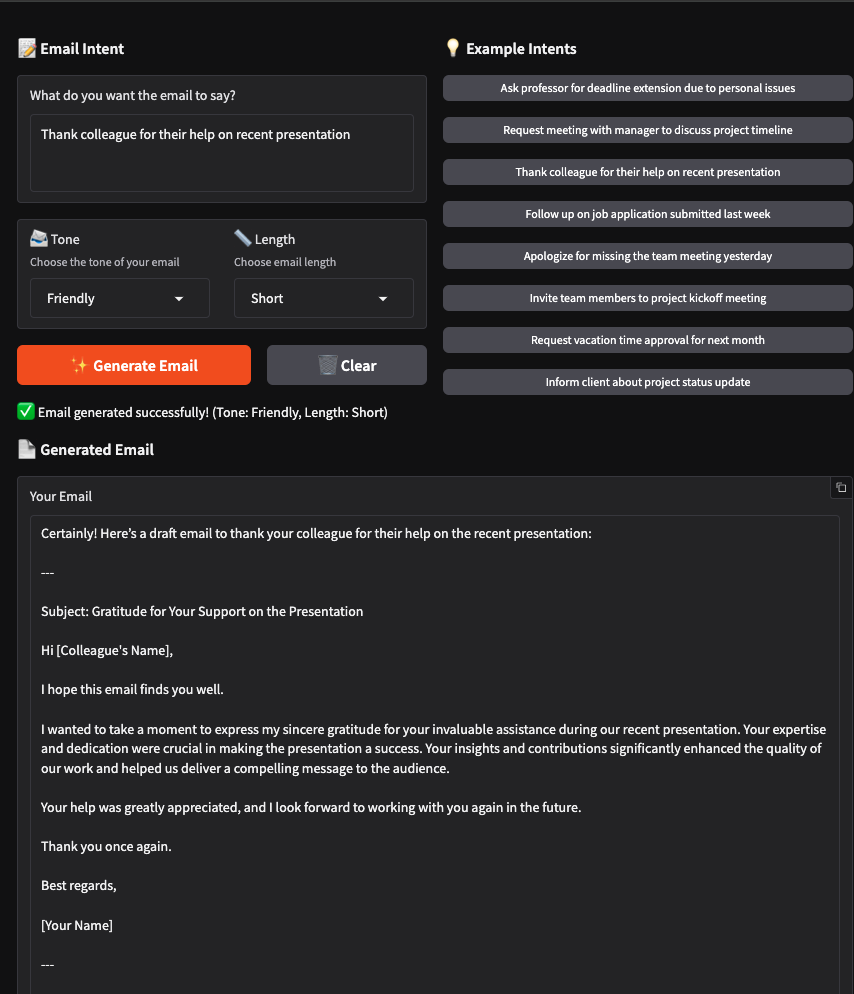 📝 Email Intent
What do you want the email to say?
Thank colleague for their help on recent presentation
📨 Tone
Choose the tone of your email
Friendly
📏 Length
Choose email length
Short
✨ Generate Email
🗑️ Clear
✅ Email generated successfully! (Tone: Friendly, Length: Short)
💡 Example Intents
Ask professor for deadline extension due to personal issues
Request meeting with manager to discuss project timeline
Thank colleague for their help on recent presentation
Follow up on job application submitted last week
Apologize for missing the team meeting yesterday
Invite team members to project kickoff meeting
Request vacation time approval for next month
Inform client about project status update
📄 Generated Email
Your Email
Certainly! Here’s a draft email to thank your colleague for their help on the recent presentation:
---
Subject: Gratitude for Your Support on the Presentation
Hi [Colleague's Name],
I hope this email finds you well.
I wanted to take a moment to express my sincere gratitude for your invaluable assistance during our recent presentation. Your expertise
and dedication were crucial in making the presentation a success. Your insights and contributions significantly enhanced the quality of
our work and helped us deliver a compelling message to the audience.
Your help was greatly appreciated, and I look forward to working with you again in the future.
Thank you once again.
Best regards,
[Your Name]
---